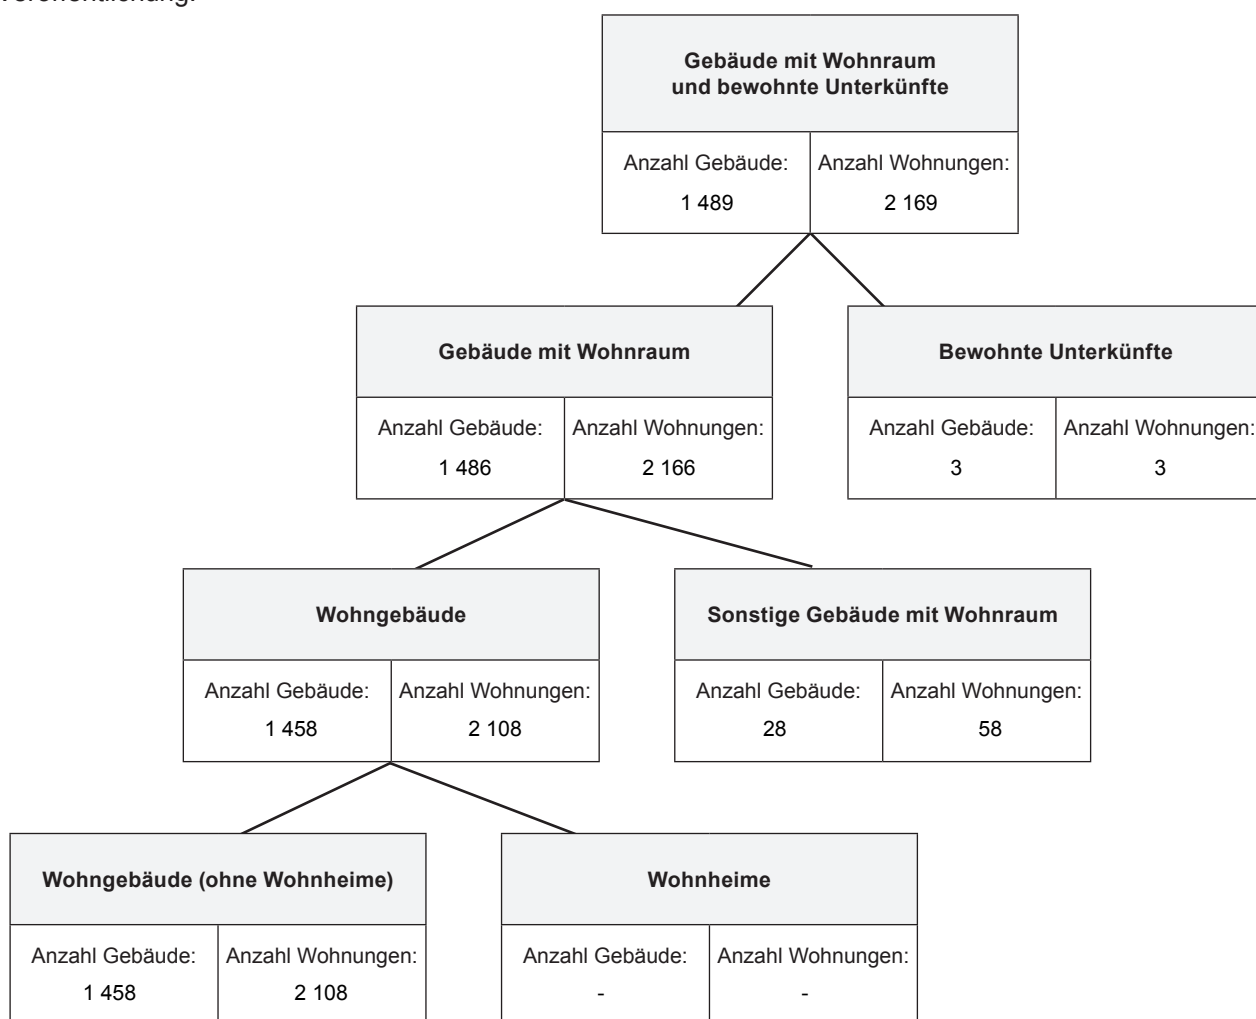 Veröffentlichung.
Gebäude mit Wohnraum
und bewohnte Unterkünfte
Anzahl Gebäude: Anzahl Wohnungen:
1 489 2 169
Gebäude mit Wohnraum Bewohnte Unterkünfte
Anzahl Gebäude: Anzahl Wohnungen: Anzahl Gebäude: Anzahl Wohnungen:
1 486 2 166 3 3
Wohngebäude Sonstige Gebäude mit Wohnraum
Anzahl Gebäude: Anzahl Wohnungen: Anzahl Gebäude: Anzahl Wohnungen:
1 458 2 108 28 58
Wohngebäude (ohne Wohnheime) Wohnheime
Anzahl Gebäude: Anzahl Wohnungen: Anzahl Gebäude: Anzahl Wohnungen:
1 458 2 108 - -